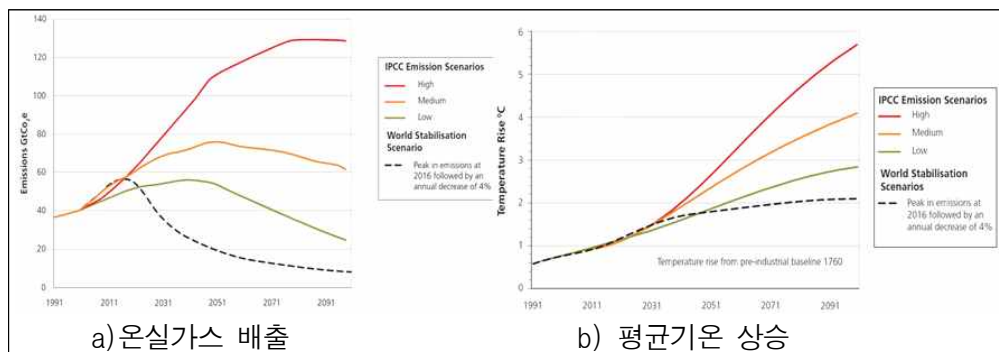 140
120
100
80
60
40
20
0
Emissions GtCo₂e
1991
2011
2031
2051
2071
2091
IPCC Emission Scenarios
High
Medium
Low
World Stabilisation
Scenario
Peak in emissions at
2016 followed by an
annual decrease of 4%
a)온실가스 배출
6
5
4
3
2
1
0
Temperature Rise ºC
1991
2011
2031
2051
2071
2091
Temperature rise from pre-industrial baseline 1760
IPCC Emission Scenarios
High
Medium
Low
World Stabilisation
Scenarios
Peak in emissions at
2016 followed by an
annual decrease of 4%
b) 평균기온 상승